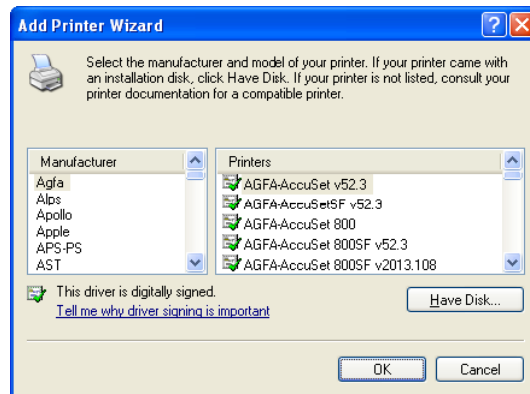 Add Printer Wizard
Select the manufacturer and model of your printer. If your printer came with
an installation disk, click Have Disk. If your printer is not listed, consult your
printer documentation for a compatible printer.
Manufacturer
Agfa
Alps
Apollo
Apple
APS-PS
AST
Printers
AGFA-AccuSet v52.3
AGFA-AccuSetSF v52.3
AGFA-AccuSet 800
AGFA-AccuSet 800SF v52.3
AGFA-AccuSet 800SF v2013.108
This driver is digitally signed.
Tell me why driver signing is important
Have Disk...
OK
Cancel